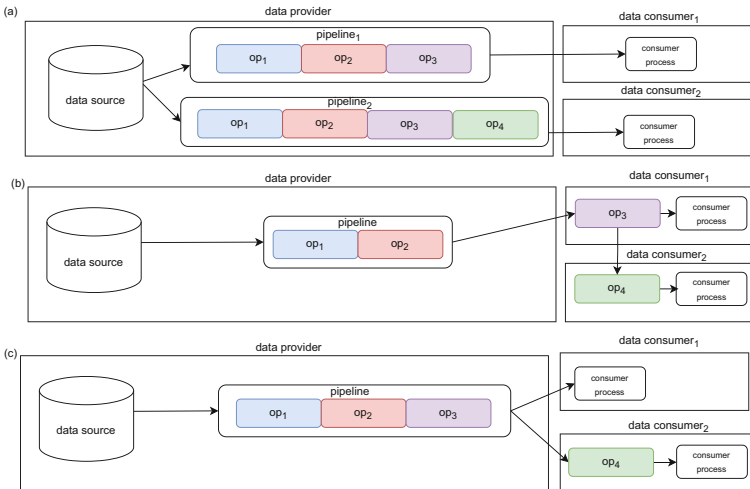 (a)
data provider
data source
pipeline₁
op₁ op₂ op₃
pipeline₂
op₁ op₂ op₃ op₄
data consumer₁
consumer
process
data consumer₂
consumer
process
(b)
data provider
data source
pipeline
op₁ op₂
data consumer₁
op₃
consumer
process
data consumer₂
op₄
consumer
process
(c)
data provider
data source
pipeline
op₁ op₂ op₃
data consumer₁
consumer
process
data consumer₂
op₄
consumer
process